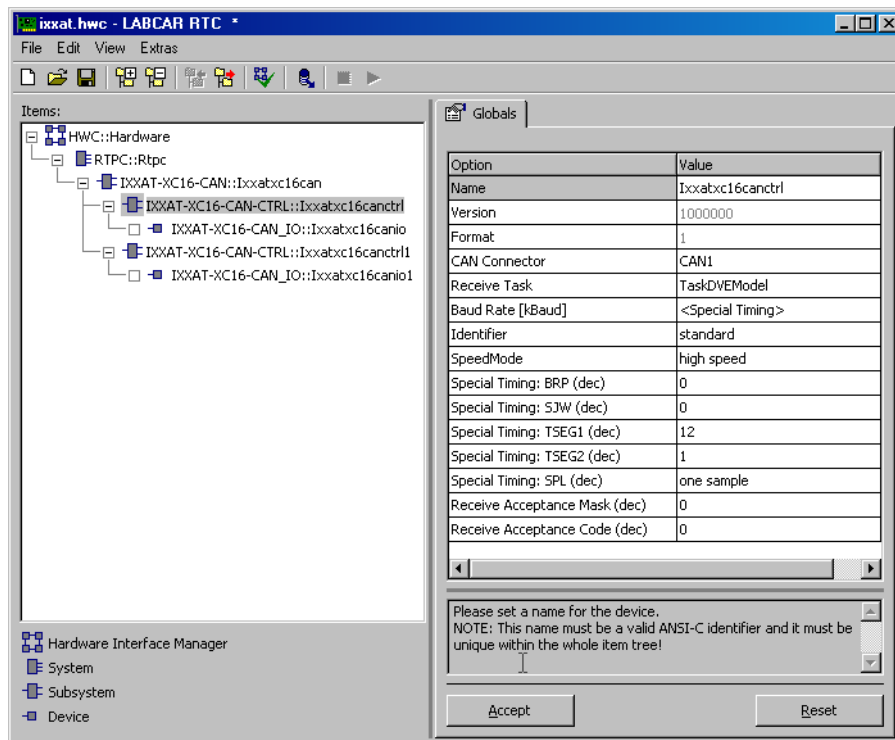 ixxat.hwc - LABCAR RTC *
File Edit View Extras
Items:
HWC::Hardware
RTPC::Rtpc
IXXAT-XC16-CAN::Ixxatxc16can
IXXAT-XC16-CAN-CTRL::Ixxatxc16canctrl
IXXAT-XC16-CAN_IO::Ixxatxc16canio
IXXAT-XC16-CAN-CTRL::Ixxatxc16canctrl1
IXXAT-XC16-CAN_IO::Ixxatxc16canio1
Hardware Interface Manager
System
Subsystem
Device
Globals
Option Value
Name Ixxatxc16canctrl
Version 1000000
Format 1
CAN Connector CAN1
Receive Task TaskDVEModel
Baud Rate [kBaud] <Special Timing>
Identifier standard
SpeedMode high speed
Special Timing: BRP (dec) 0
Special Timing: SJW (dec) 0
Special Timing: TSEG1 (dec) 12
Special Timing: TSEG2 (dec) 1
Special Timing: SPL (dec) one sample
Receive Acceptance Mask (dec) 0
Receive Acceptance Code (dec) 0
Please set a name for the device.
NOTE: This name must be a valid ANSI-C identifier and it must be
unique within the whole item tree!
Accept Reset